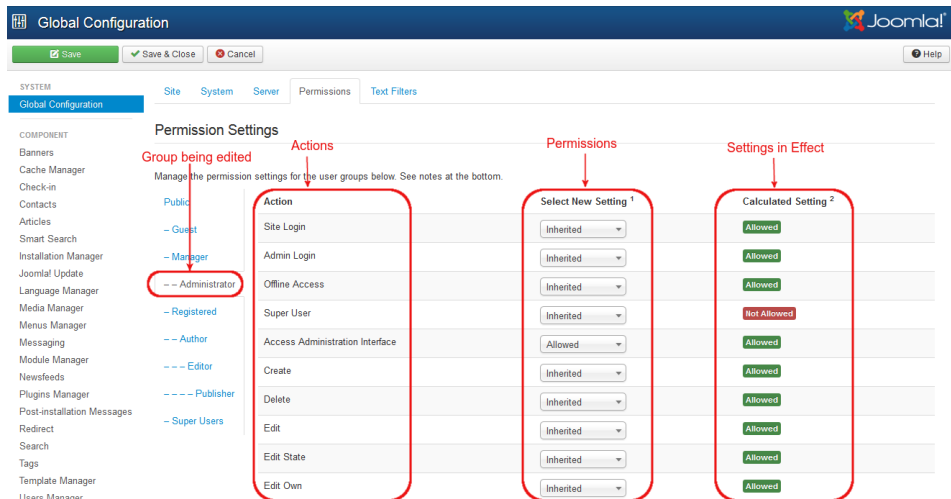 Global Configuration
Joomla!
Save
Save & Close
Cancel
Help
SYSTEM
Global Configuration
COMPONENT
Banners
Cache Manager
Check-in
Contacts
Articles
Smart Search
Installation Manager
Joomla! Update
Language Manager
Media Manager
Menus Manager
Messaging
Module Manager
Newsfeeds
Plugins Manager
Post-installation Messages
Redirect
Search
Tags
Template Manager
Users Manager
Site System Server Permissions Text Filters
Permission Settings
Group being edited
Actions
Permissions
Settings in Effect
Manage the permission settings for the user groups below. See notes at the bottom.
Public
– Guest
– Manager
– – Administrator
– Registered
– – Author
– – – Editor
– – – – Publisher
– Super Users
Action Select New Setting 1 Calculated Setting 2
Site Login Inherited Allowed
Admin Login Inherited Allowed
Offline Access Inherited Allowed
Super User Inherited Not Allowed
Access Administration Interface Allowed Allowed
Create Inherited Allowed
Delete Inherited Allowed
Edit Inherited Allowed
Edit State Inherited Allowed
Edit Own Inherited Allowed